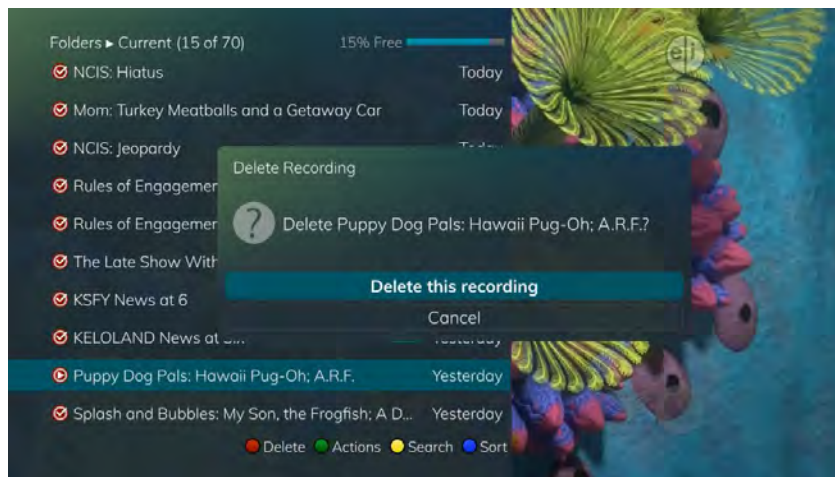 Folders ▸ Current (15 of 70) 15% Free
NCIS: Hiatus Today
Mom: Turkey Meatballs and a Getaway Car Today
NCIS: Jeopardy Today
Delete Recording
Rules of Engagemen
Delete Puppy Dog Pals: Hawaii Pug-Oh; A.R.F.?
Rules of Engagemen
The Late Show With
Delete this recording
KSFY News at 6
Cancel
KELOLAND News at Six Yesterday
Puppy Dog Pals: Hawaii Pug-Oh; A.R.F. Yesterday
Splash and Bubbles: My Son, the Frogfish; A D... Yesterday
Delete Actions Search Sort